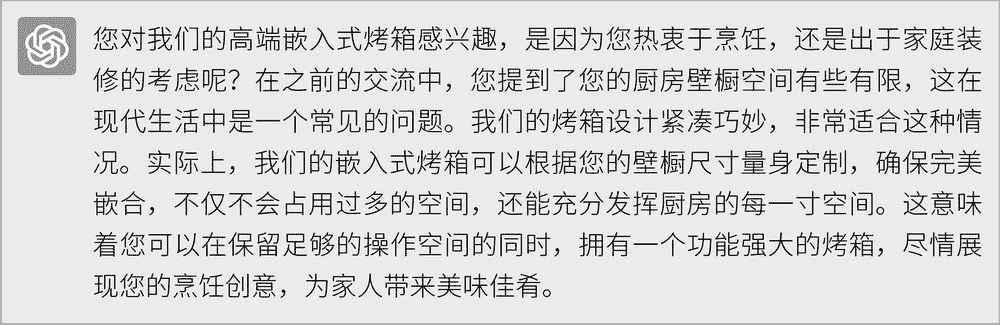 您对我们的高端嵌入式烤箱感兴趣，是因为您热衷于烹饪，还是出于家庭装
修的考虑呢？在之前的交流中，您提到了您的厨房壁橱空间有些有限，这在
现代生活中是一个常见的问题。我们的烤箱设计紧凑巧妙，非常适合这种情
况。实际上，我们的嵌入式烤箱可以根据您的壁橱尺寸量身定制，确保完美
嵌合，不仅不会占用过多的空间，还能充分发挥厨房的每一寸空间。这意味
着您可以在保留足够的操作空间的同时，拥有一个功能强大的烤箱，尽情展
现您的烹饪创意，为家人带来美味佳肴。